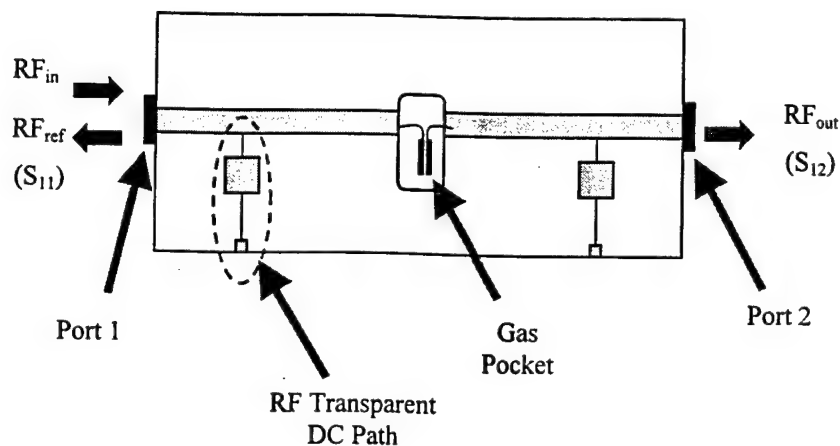 RFin
RFref
(S11)
RFout
(S12)
Port 1
Gas
Pocket
Port 2
RF Transparent
DC Path